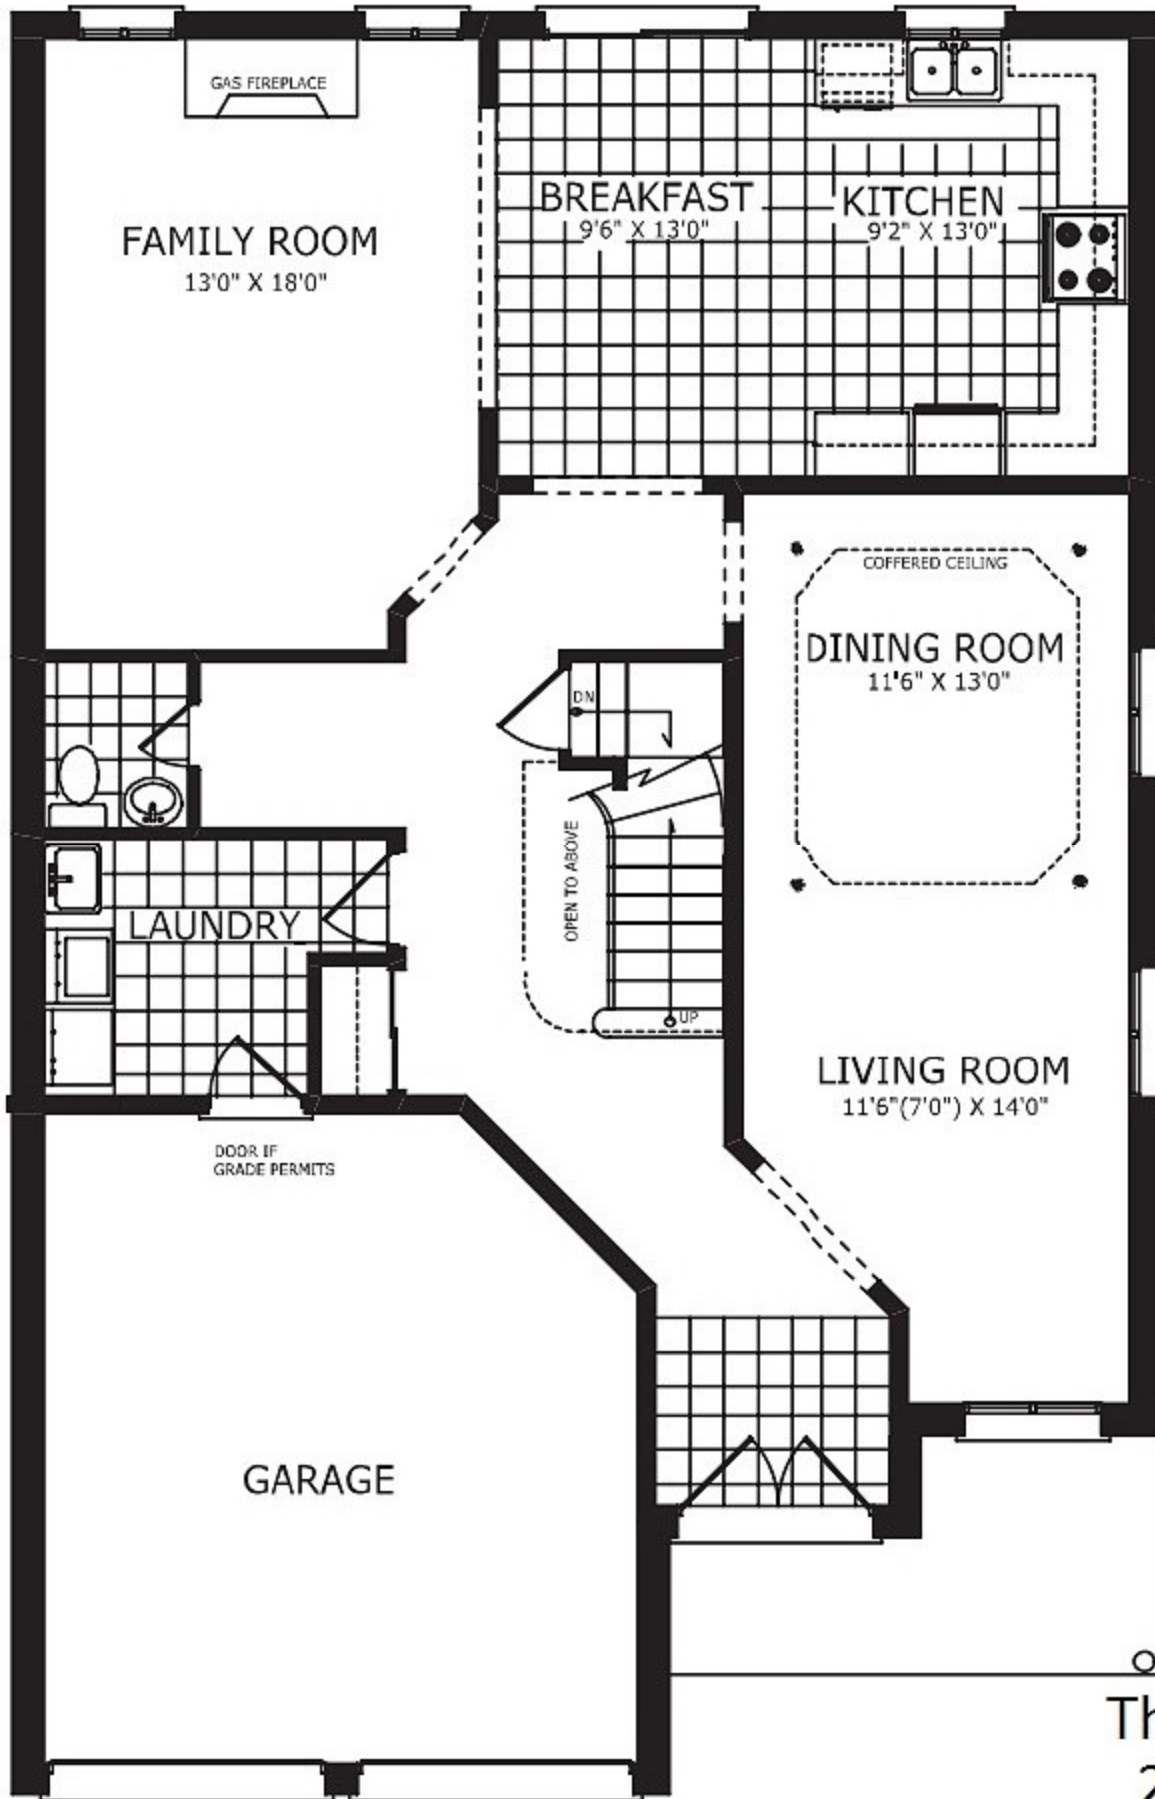 GAS FIREPLACE
FAMILY ROOM
13'0" X 18'0"
BREAKFAST
9'6" X 13'0"
KITCHEN
9'2" X 13'0"
COFFERED CEILING
DINING ROOM
11'6" X 13'0"
DN
OPEN TO ABOVE
UP
LAUNDRY
LIVING ROOM
11'6"(7'0") X 14'0"
DOOR IF
GRADE PERMITS
GARAGE
Th
2